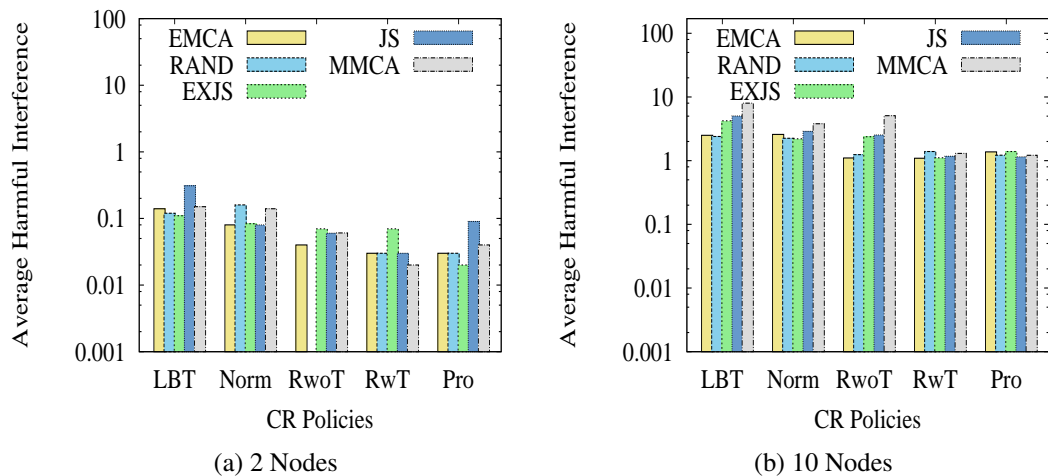 Average Harmful Interference
100
10
1
0.1
0.01
0.001
EMCA
RAND
EXJS
JS
MMCA
LBT Norm RwoT RwT Pro
CR Policies
(a) 2 Nodes
Average Harmful Interference
100
10
1
0.1
0.01
0.001
EMCA
RAND
EXJS
JS
MMCA
LBT Norm RwoT RwT Pro
CR Policies
(b) 10 Nodes